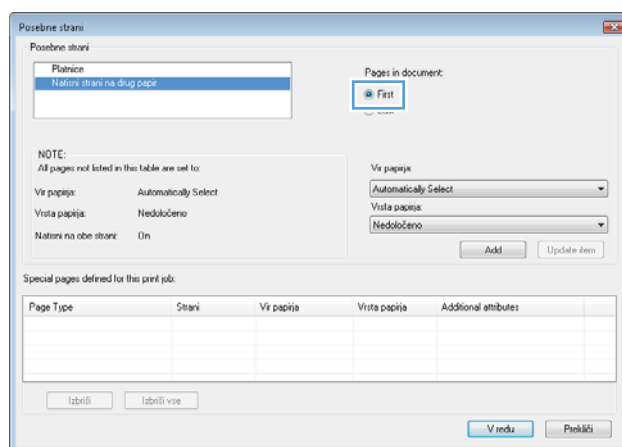 Posebne strani
Posebne strani
Platnice
Natisni strani na drug papir
Pages in document:
First
NOTE:
All pages not listed in this table are set to:
Vir papirja: Automatically Select
Vrsta papirja: Nedoločeno
Natisni na obe strani: On
Vir papirja:
Automatically Select
Vrsta papirja:
Nedoločeno
Add Update item
Special pages defined for this print job:
Page Type Strani Vir papirja Vrsta papirja Additional attributes
Izbriši Izbriši vse
V redu Prekliči